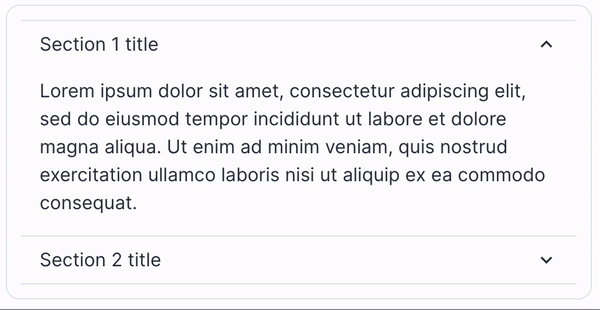 Section 1 title
Lorem ipsum dolor sit amet, consectetur adipiscing elit,
sed do eiusmod tempor incididunt ut labore et dolore
magna aliqua. Ut enim ad minim veniam, quis nostrud
exercitation ullamco laboris nisi ut aliquip ex ea commodo
consequat.
Section 2 title